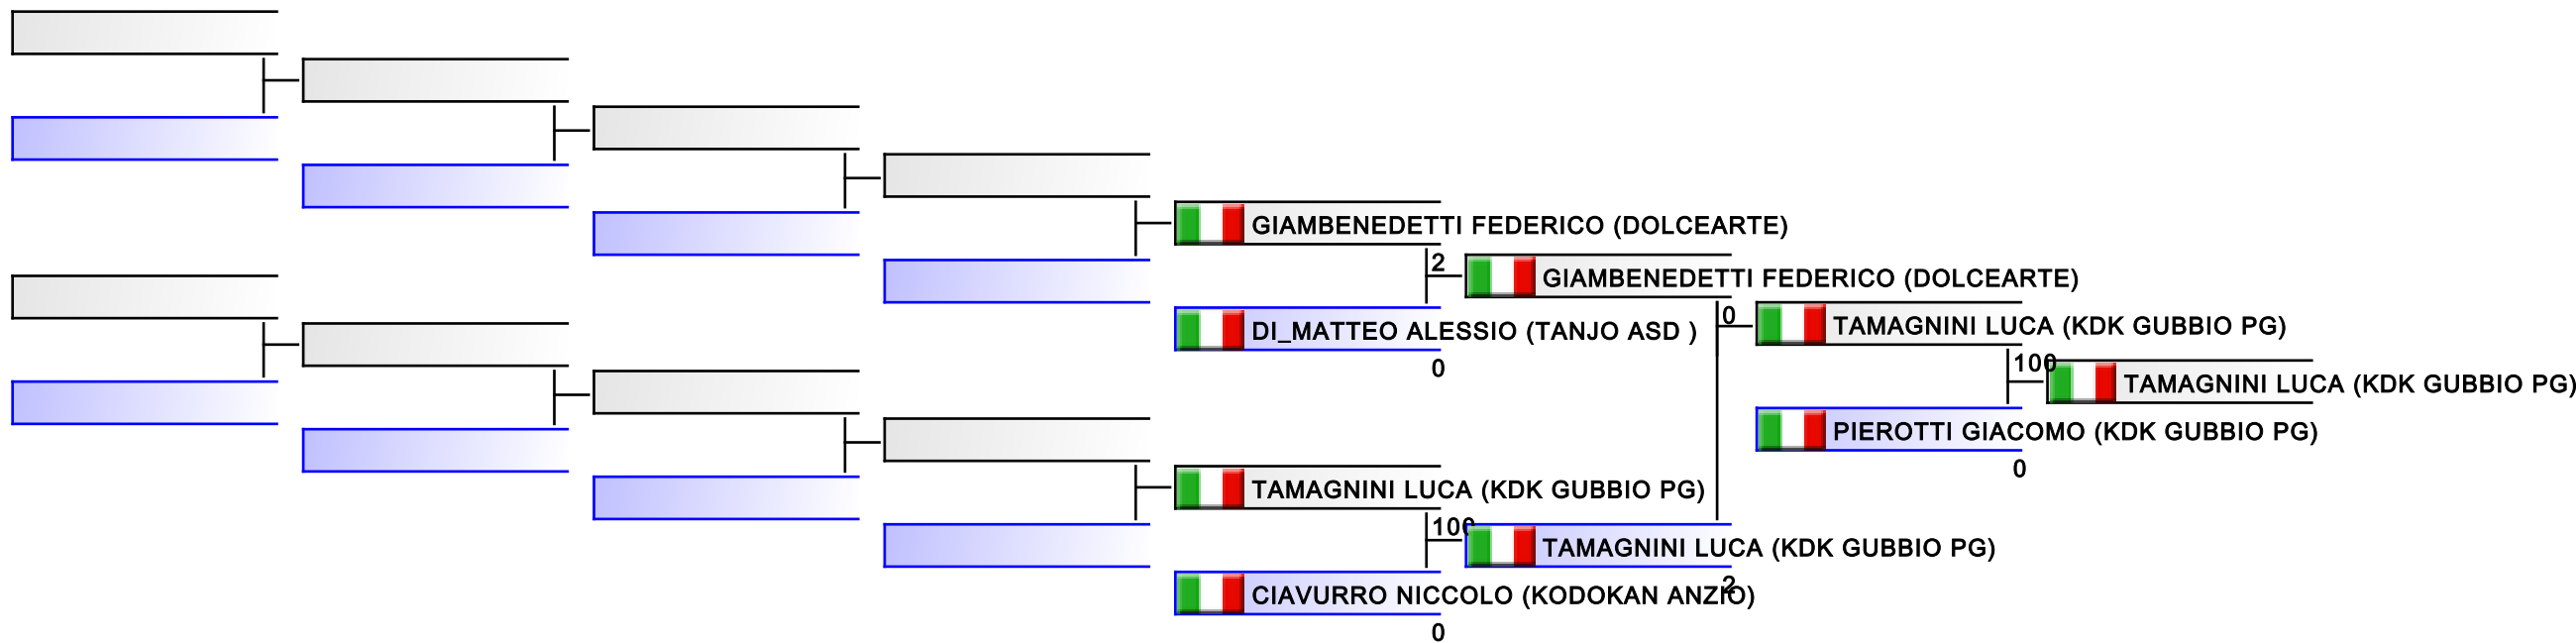 GIAMBENEDETTI FEDERICO (DOLCEARTE)
2
GIAMBENEDETTI FEDERICO (DOLCEARTE)
DI_MATTEO ALESSIO (TANJO ASD )
0
0
TAMAGNINI LUCA (KDK GUBBIO PG)
100
TAMAGNINI LUCA (KDK GUBBIO PG)
PIEROTTI GIACOMO (KDK GUBBIO PG)
0
TAMAGNINI LUCA (KDK GUBBIO PG)
100
TAMAGNINI LUCA (KDK GUBBIO PG)
2
CIAVURRO NICCOLO (KODOKAN ANZIO)
0